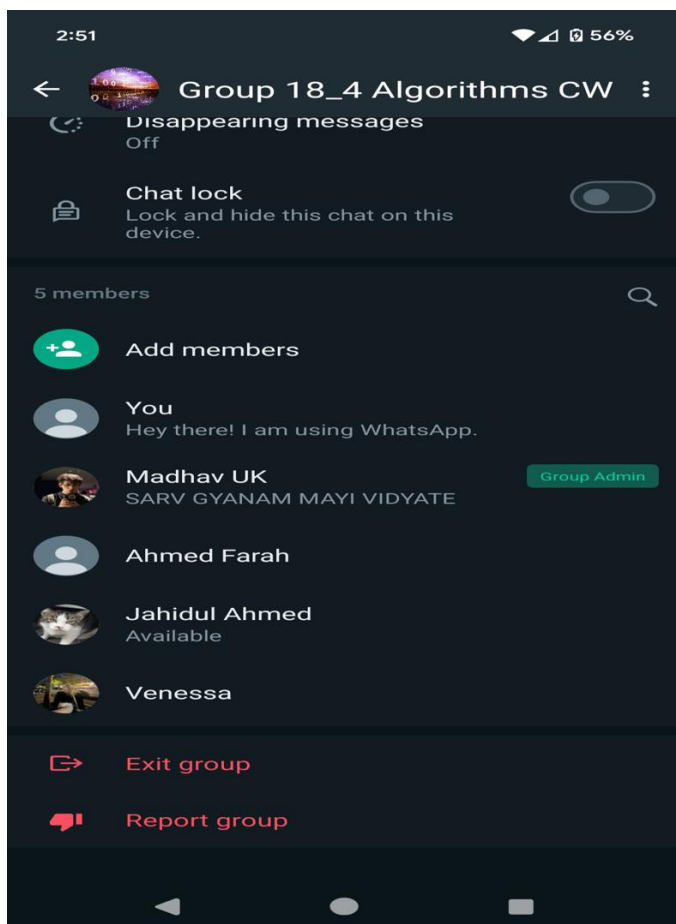 2:51 56%
Group 18_4 Algorithms CW
Disappearing messages
Off
Chat lock
Lock and hide this chat on this
device.
5 members
Add members
You
Hey there! I am using WhatsApp.
Madhav UK Group Admin
SARV GYANAM MAYI VIDYATE
Ahmed Farah
Jahidul Ahmed
Available
Venessa
Exit group
Report group